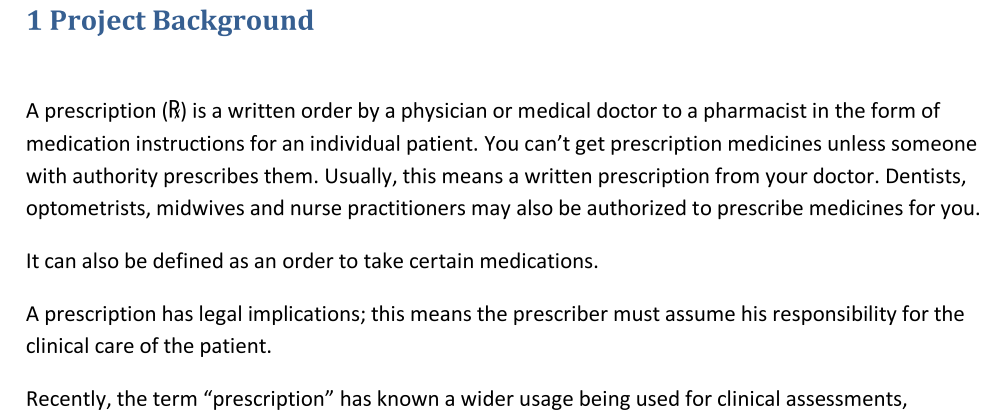 1 Project Background
A prescription (℞) is a written order by a physician or medical doctor to a pharmacist in the form of
medication instructions for an individual patient. You can’t get prescription medicines unless someone
with authority prescribes them. Usually, this means a written prescription from your doctor. Dentists,
optometrists, midwives and nurse practitioners may also be authorized to prescribe medicines for you.
It can also be defined as an order to take certain medications.
A prescription has legal implications; this means the prescriber must assume his responsibility for the
clinical care of the patient.
Recently, the term “prescription” has known a wider usage being used for clinical assessments,